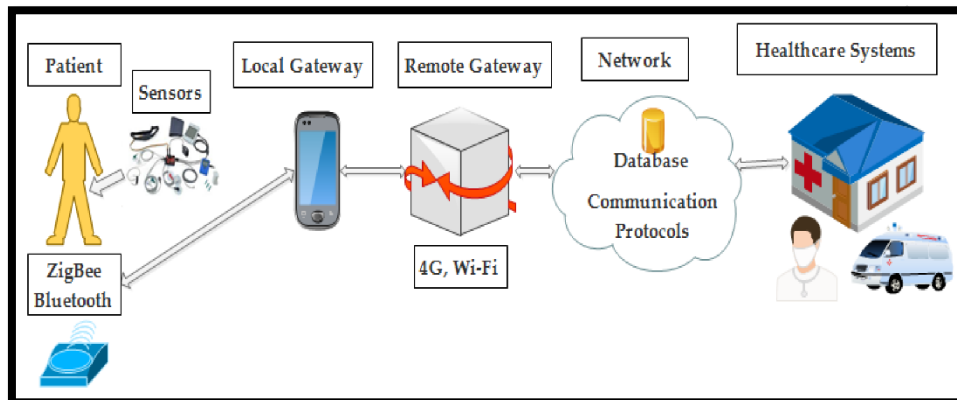 Patient
Sensors
Local Gateway
Remote Gateway
Network
Healthcare Systems
Database
Communication
Protocols
ZigBee
Bluetooth
4G, Wi-Fi